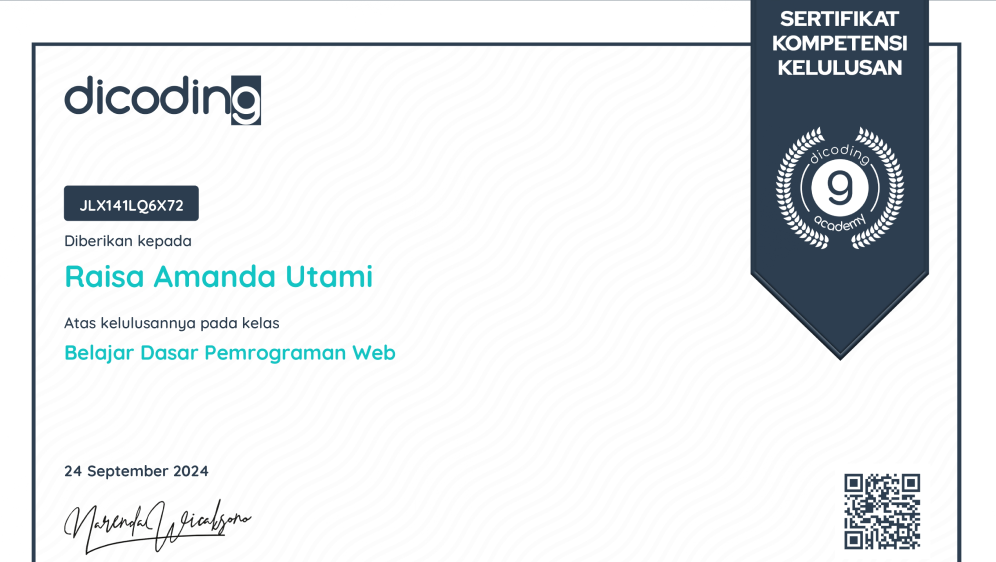 SERTIFIKAT
KOMPETENSI
KELULUSAN
dicoding
dicoding
9
academy
JLX141LQ6X72
Diberikan kepada
Raisa Amanda Utami
Atas kelulusannya pada kelas
Belajar Dasar Pemrograman Web
24 September 2024
Narenda Wicaksono